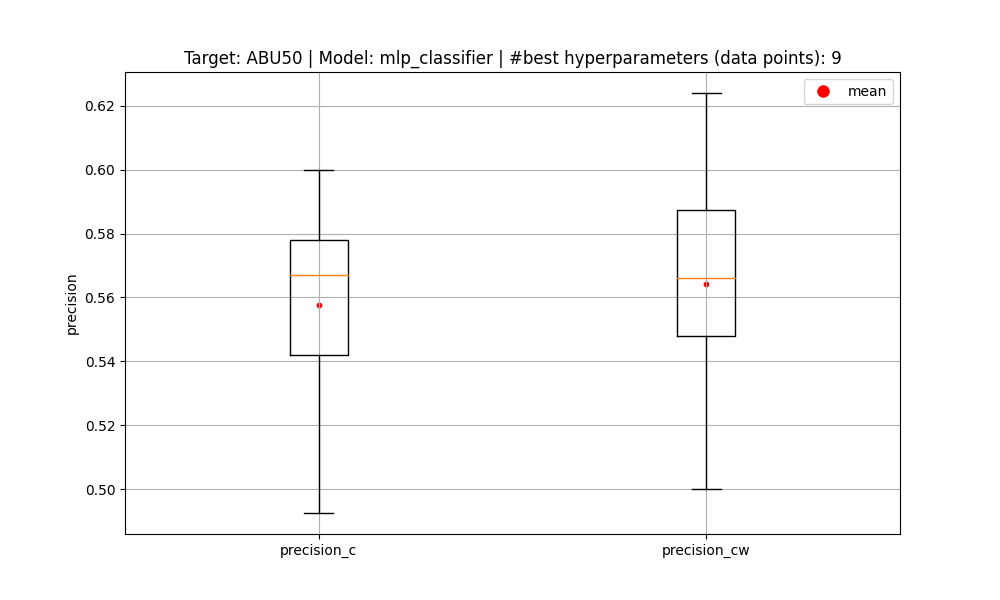 Target: ABU50 | Model: mlp_classifier | #best hyperparameters (data points): 9
mean
0.62
0.60
0.58
0.56
0.54
0.52
0.50
precision
precision_c
precision_cw